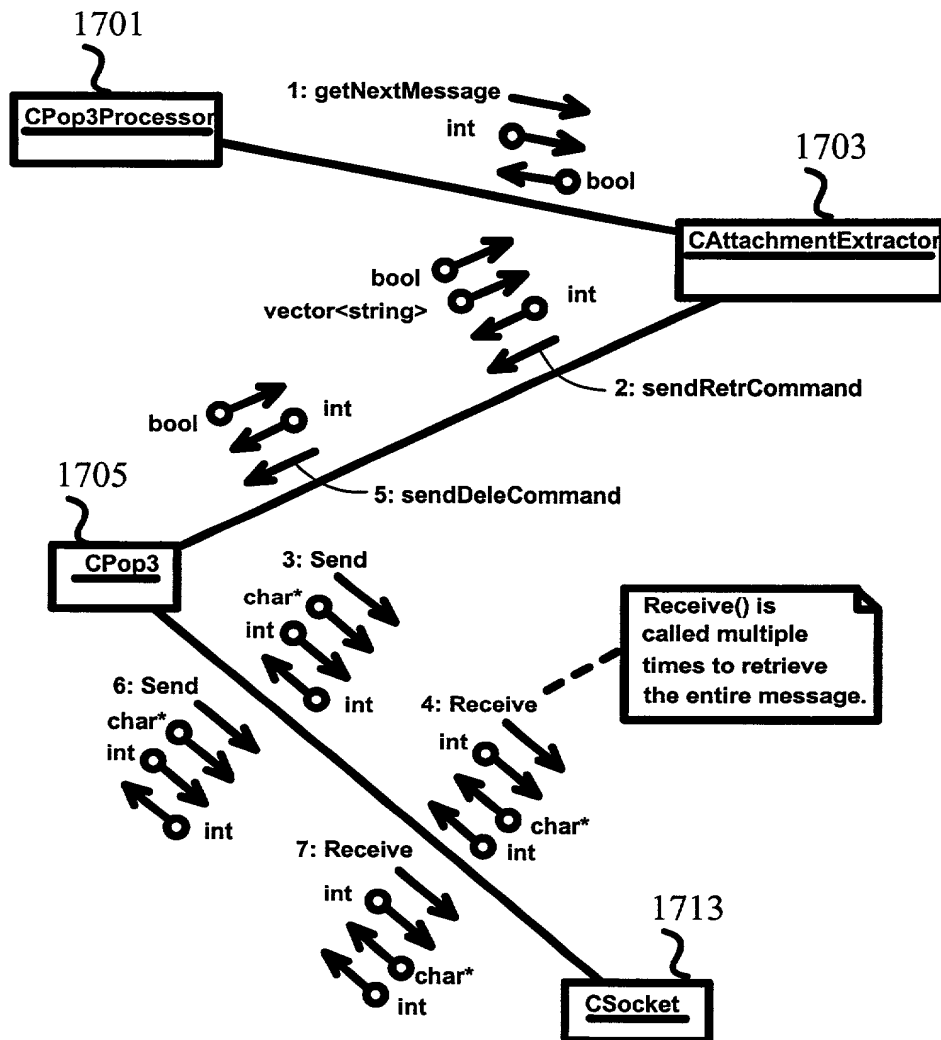 1701
CPop3Processor
1: getNextMessage
int
bool
1703
CAttachmentExtractor
bool
vector<string>
int
2: sendRetrCommand
bool
int
5: sendDeleCommand
1705
CPop3
3: Send
char*
int
int
Receive() is
called multiple
times to retrieve
the entire message.
6: Send
char*
int
int
4: Receive
int
char*
int
7: Receive
int
char*
int
1713
CSocket